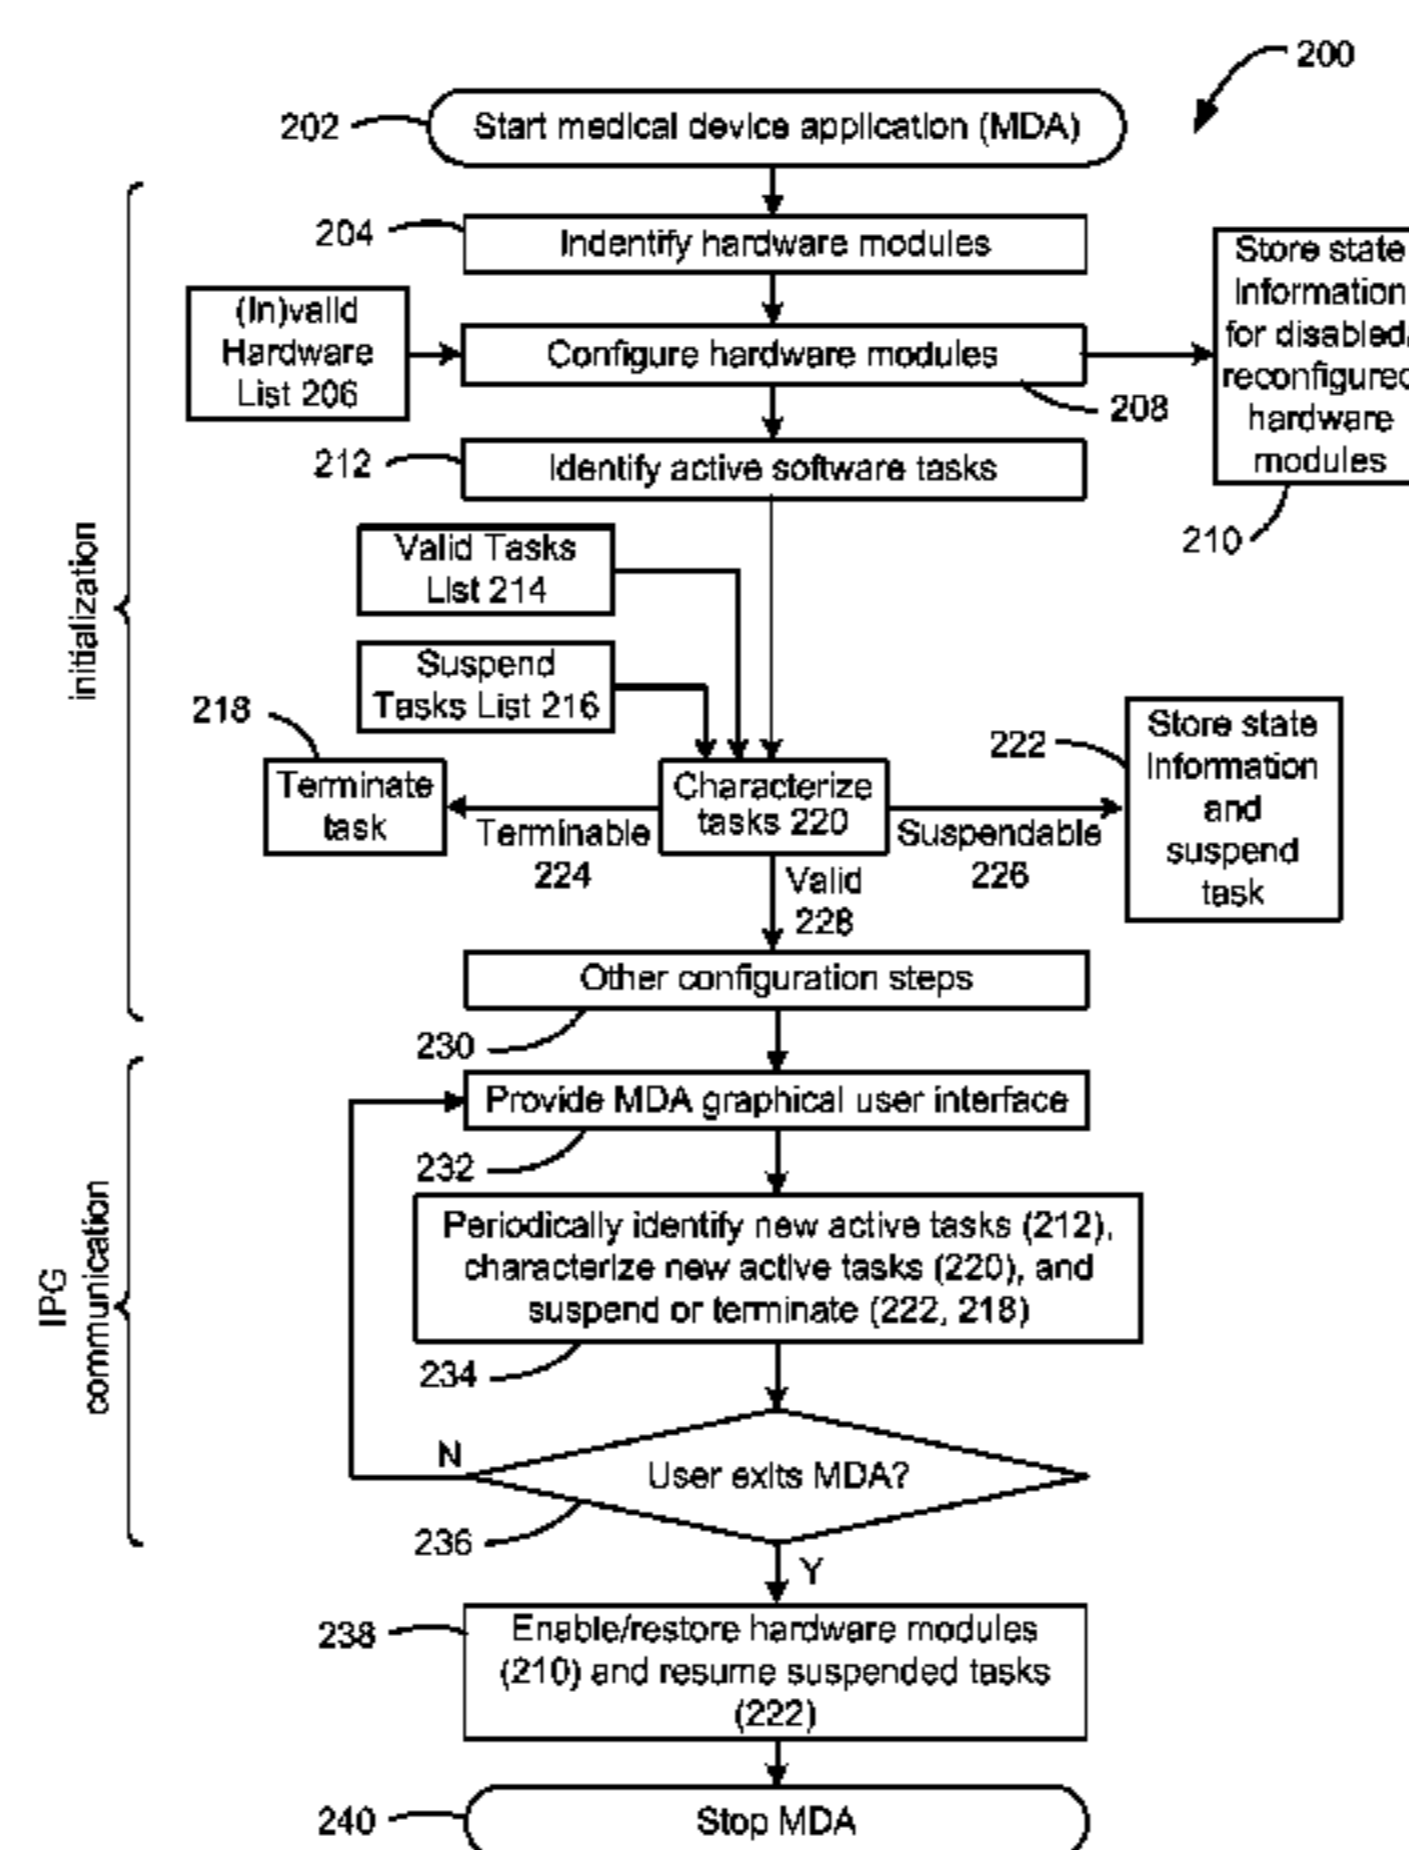 200
202
Start medical device application (MDA)
204
Indentify hardware modules
(In)valid
Hardware
List 206
Configure hardware modules
208
Store state
Information
for disabled/
reconfigured
hardware
modules
210
212
Identify active software tasks
initialization
Valid Tasks
List 214
Suspend
Tasks List 216
218
Terminate
task
Terminable
224
Characterize
tasks 220
Suspendable
226
222
Store state
Information
and
suspend
task
Valid
228
Other configuration steps
230
IPG
communication
Provide MDA graphical user interface
232
Periodically identify new active tasks (212),
characterize new active tasks (220), and
suspend or terminate (222, 218)
234
N
User exits MDA?
236
Y
238
Enable/restore hardware modules
(210) and resume suspended tasks
(222)
240
Stop MDA